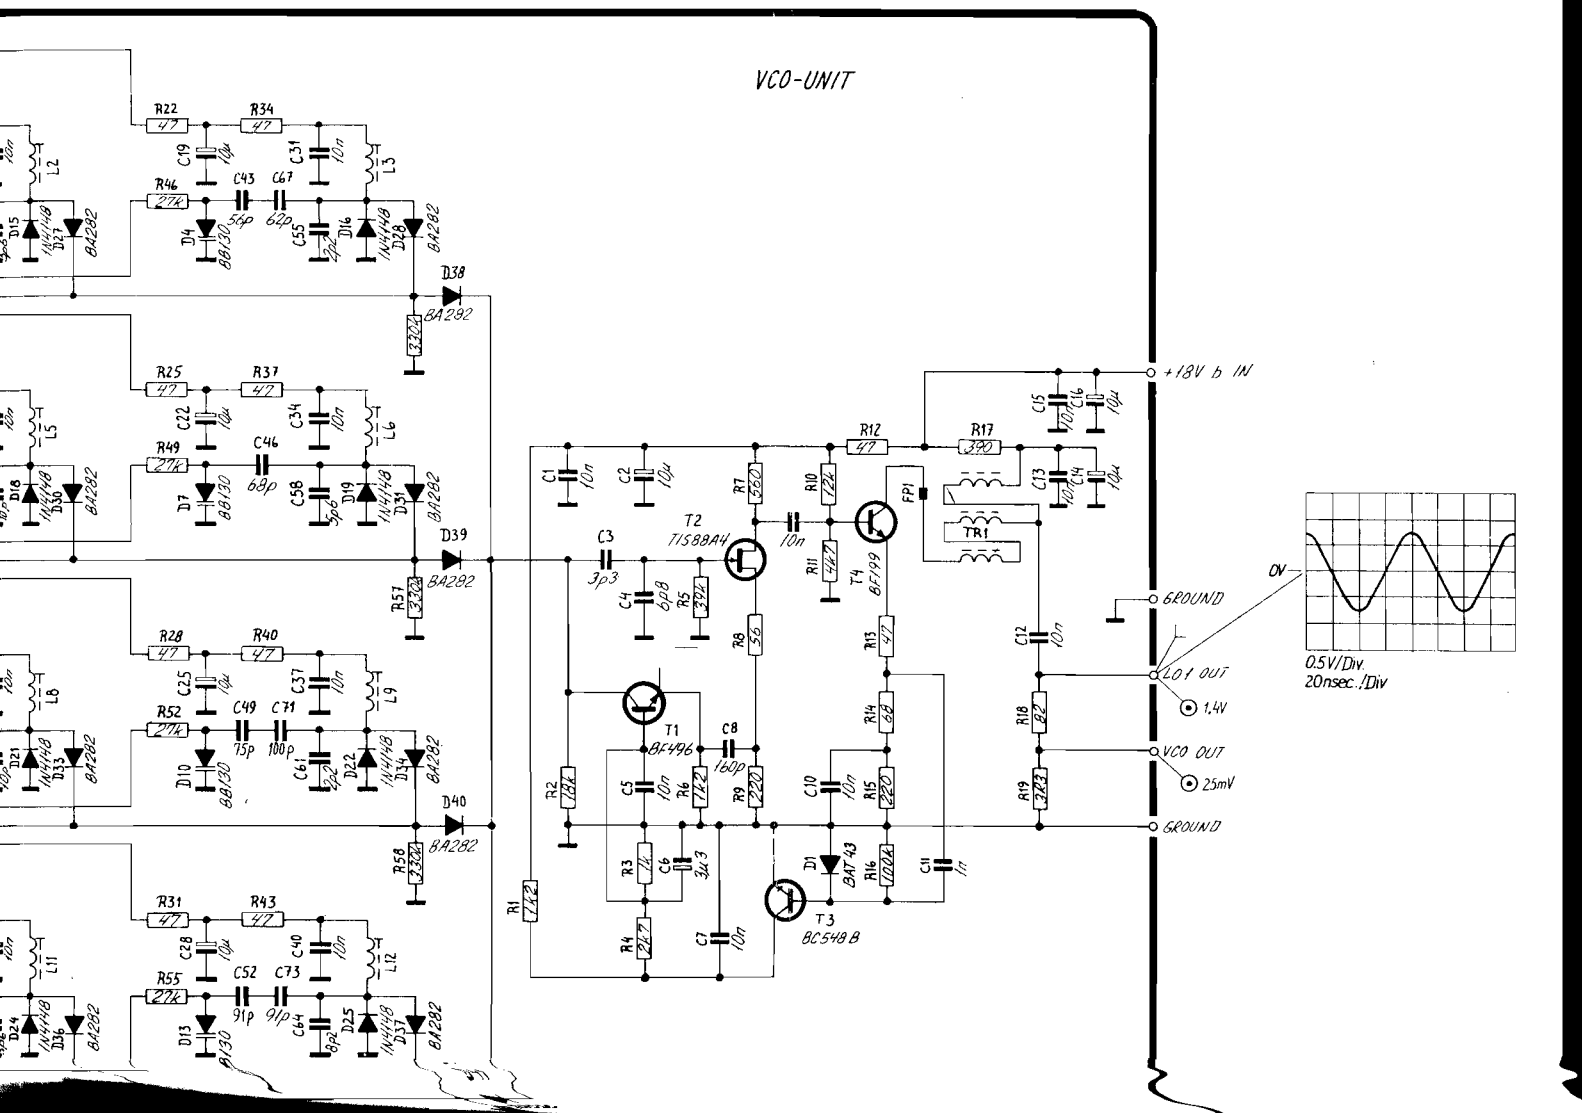 VCO-UNIT
R22
47
R34
47
C19
10µ
C31
10n
L3
L2
10n
R46
27k
C43
56p
C67
62p
D4
BB130
C55
2p2
D16
1N4148
D28
BA282
D15
1N4148
D27
BA282
D38
BA282
330k
R25
47
R37
47
C22
10µ
C34
10n
L6
L5
10n
R49
27k
C46
68p
D7
BB130
C58
5p6
D19
1N4148
D31
BA282
D18
1N4148
D30
BA282
D39
BA282
R57
330k
R28
47
R40
47
C25
10µ
C37
10n
L9
L8
10n
R52
27k
C49
75p
C71
100p
D10
BB130
C61
D22
1N4148
D34
BA282
D21
1N4148
D33
BA282
D40
BA282
R58
330k
R31
47
R43
47
C28
10µ
C40
10n
L12
L11
10n
R55
27k
C52
91p
C73
91p
D13
C64
8p2
D25
1N4148
D37
BA282
D24
1N4148
D36
BA282
C1
10n
C2
10µ
R7
560
R10
12k
R12
47
R17
390
C15
10n
C16
10µ
+18V b IN
C13
10n
C14
10µ
FP1
TR1
T2
TIS88A4
10n
R11
4k7
T4
BF199
C3
3p3
C4
6p8
R5
39k
R8
56
R13
47
C12
10n
GROUND
LO1 OUT
1,4V
0V
0.5V/Div.
20nsec./Div
T1
BF496
C8
160p
R14
68
R18
82
VCO OUT
25mV
R2
18k
C5
10n
R6
1k2
R9
220
C10
10n
R15
220
R19
3R3
GROUND
R3
1k
C6
3µ3
D1
BAT 43
R16
100k
C11
1n
R1
1k2
R4
2k7
C7
10n
T3
BC548B